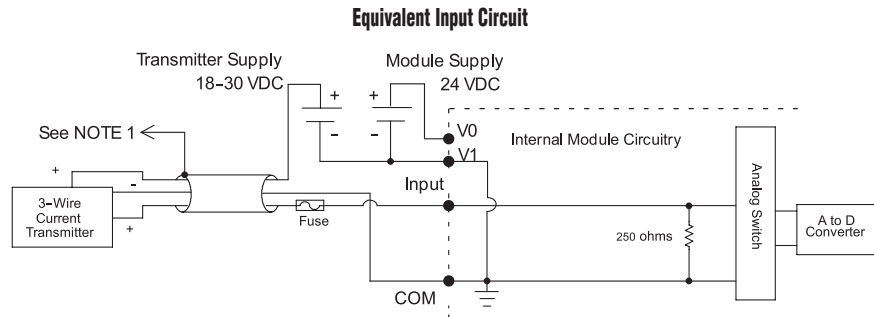 Equivalent Input Circuit
Transmitter Supply
18–30 VDC
Module Supply
24 VDC
+
+
-
-
See NOTE 1
V0
V1
Internal Module Circuitry
+
-
+
3–Wire
Current
Transmitter
Input
Fuse
250 ohms
Analog Switch
A to D
Converter
COM